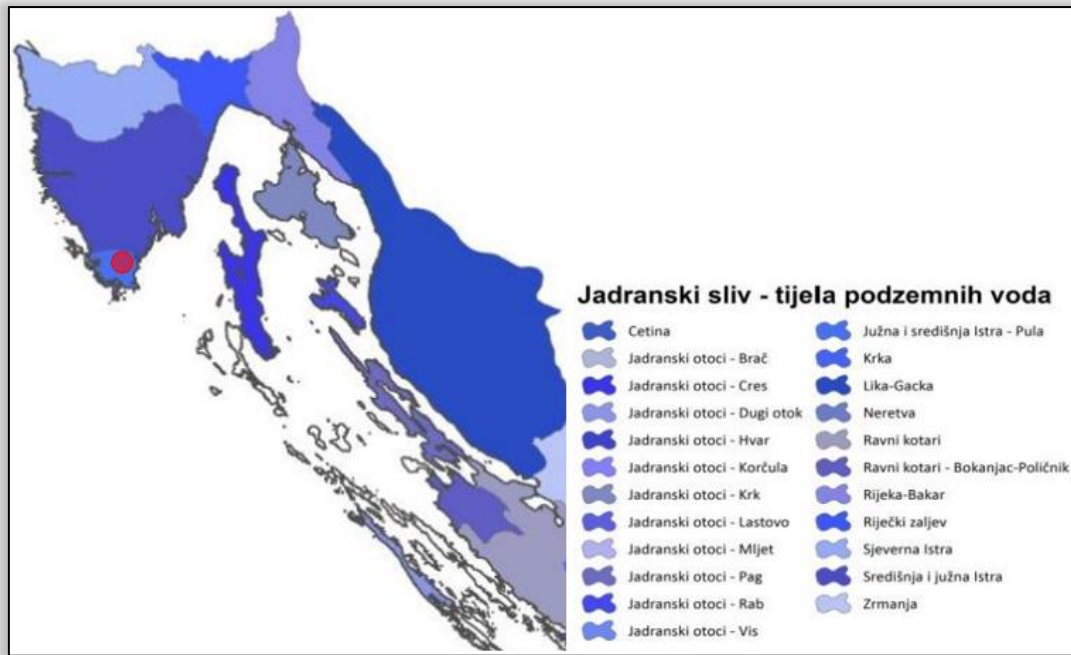 Jadranski sliv - tijela podzemnih voda
Cetina
Jadranski otoci - Brač
Jadranski otoci - Cres
Jadranski otoci - Dugi otok
Jadranski otoci - Hvar
Jadranski otoci - Korčula
Jadranski otoci - Krk
Jadranski otoci - Lastovo
Jadranski otoci - Mljet
Jadranski otoci - Pag
Jadranski otoci - Rab
Jadranski otoci - Vis
Južna i središnja Istra - Pula
Krka
Lika-Gacka
Neretva
Ravni kotari
Ravni kotari - Bokanjac-Poličnik
Rijeka-Bakar
Riječki zaljev
Sjeverna Istra
Središnja i južna Istra
Zrmanja